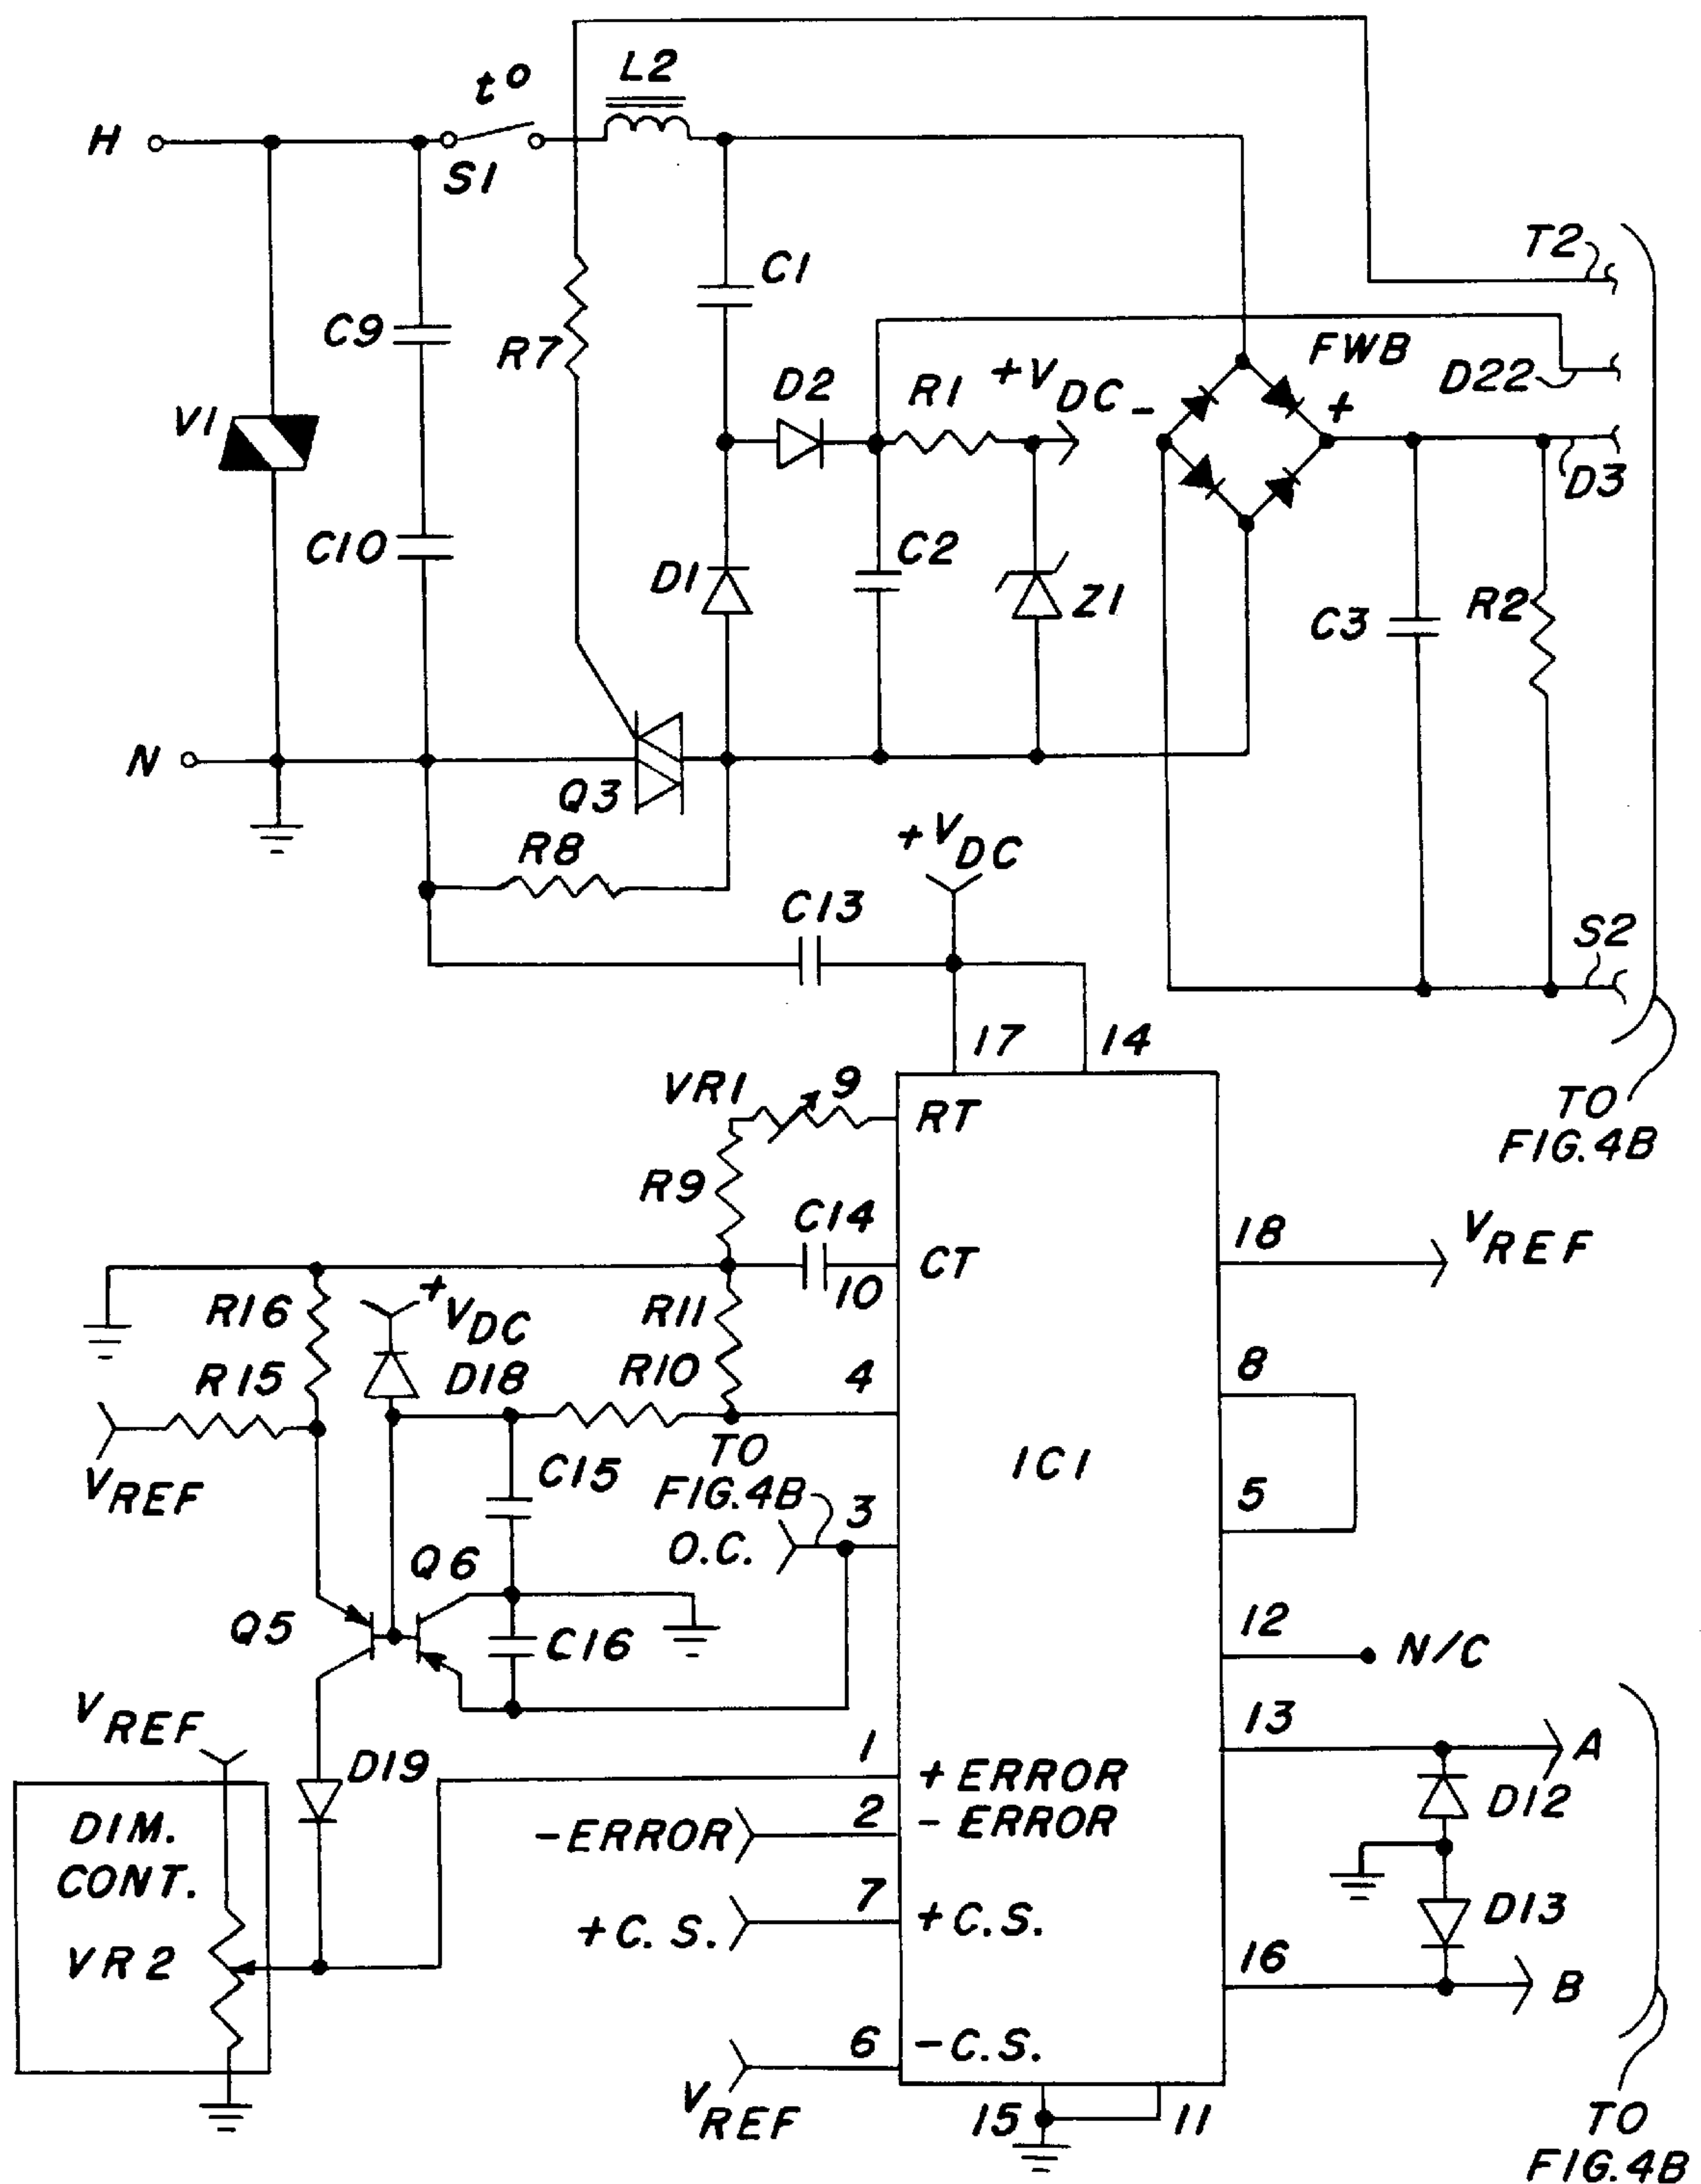 H
t°
S1
L2
T2
C1
C9
R7
FWB
D22
V1
D2
R1
+VDC
-
+
D3
C10
D1
C2
Z1
C3
R2
N
Q3
R8
+VDC
C13
S2
17
14
TO
FIG.4B
VR1
9
RT
R9
C14
CT
10
18
VREF
R16
+VDC
R11
R15
D18
R10
4
8
VREF
TO
FIG.4B
C15
IC1
3
5
O.C.
Q6
Q5
C16
12
N/C
VREF
1
13
A
D19
+ERROR
D12
DIM.
CONT.
VR2
-ERROR
2
-ERROR
7
+C.S.
+C.S.
D13
16
B
6
-C.S.
VREF
15
11
TO
FIG.4B